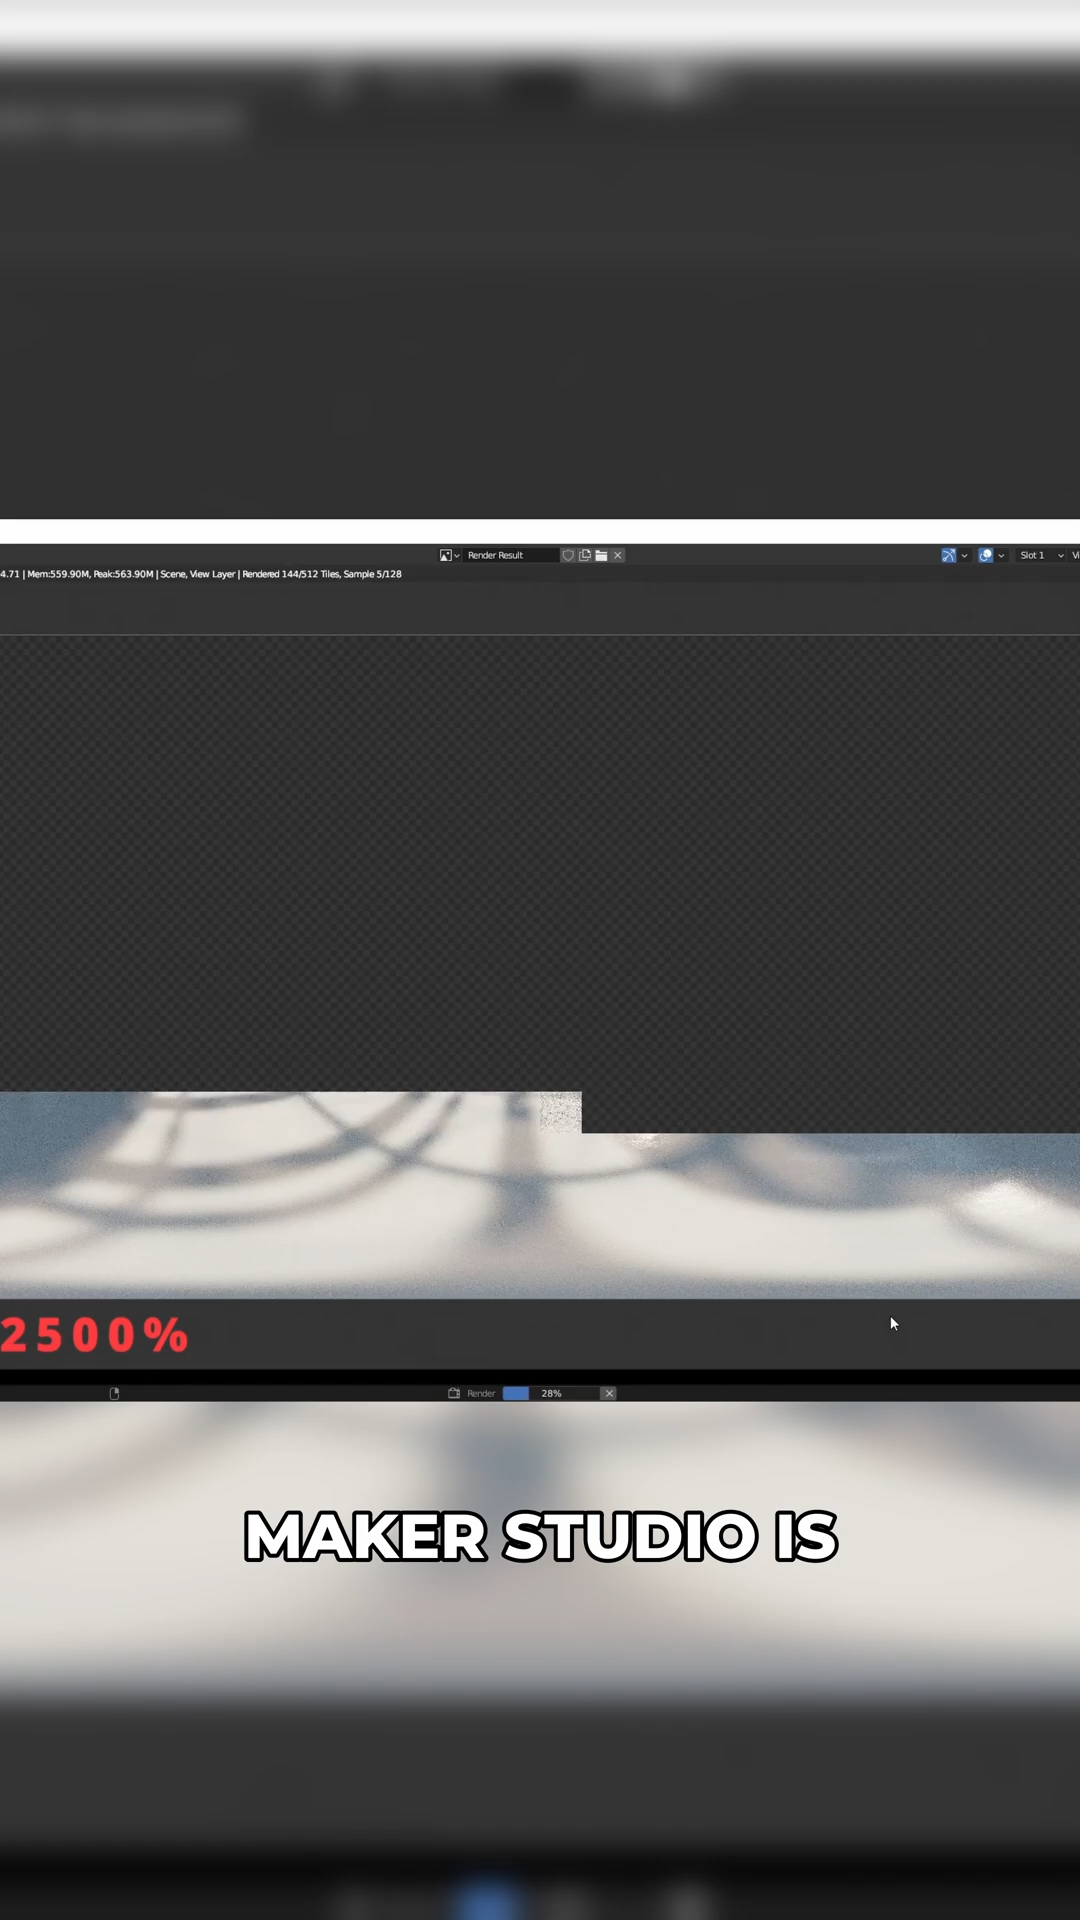 Render Result
Slot 1
Vi
4.71 | Mem:559.90M, Peak:563.90M | Scene, View Layer | Rendered 144/512 Tiles, Sample 5/128
2500%
Render 28%
MAKER STUDIO IS